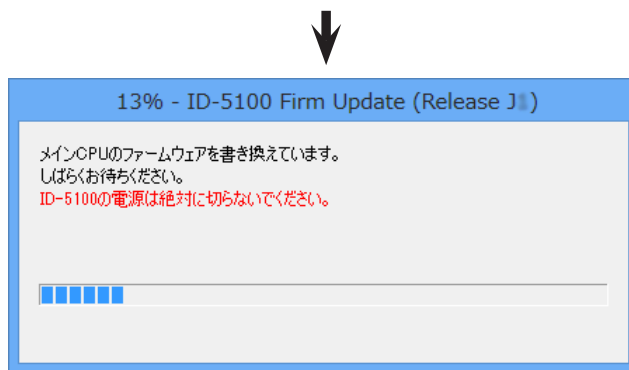 13% - ID-5100 Firm Update (Release J)
メインCPUのファームウェアを書き換えています。
しばらくお待ちください。
ID-5100の電源は絶対に切らないでください。